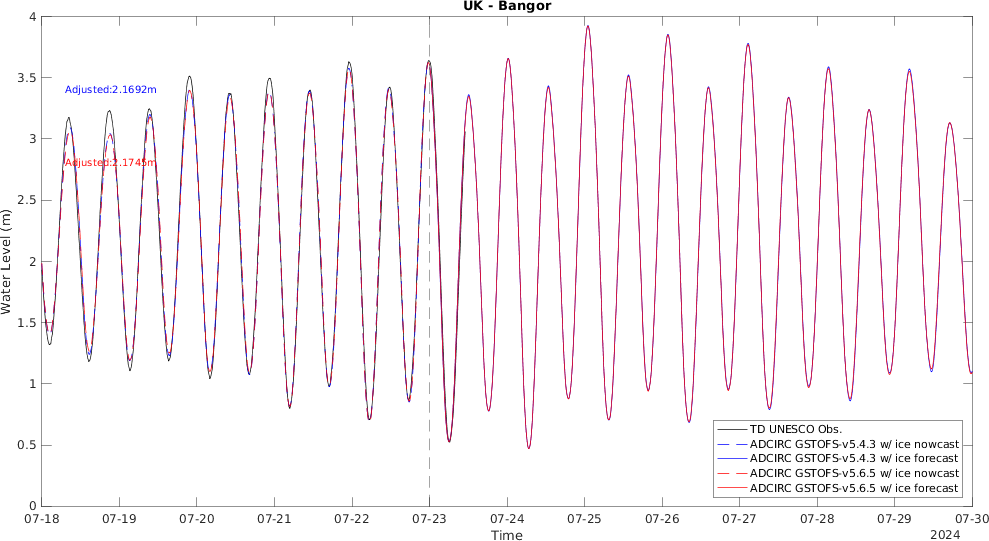 UK - Bangor
4
3.5
3
2.5
2
1.5
1
0.5
0
Water Level (m)
Adjusted:2.1692m
Adjusted:2.1745m
TD UNESCO Obs.
ADCIRC GSTOFS-v5.4.3 w/ ice nowcast
ADCIRC GSTOFS-v5.4.3 w/ ice forecast
ADCIRC GSTOFS-v5.6.5 w/ ice nowcast
ADCIRC GSTOFS-v5.6.5 w/ ice forecast
07-18 07-19 07-20 07-21 07-22 07-23 07-24 07-25 07-26 07-27 07-28 07-29 07-30
Time
2024